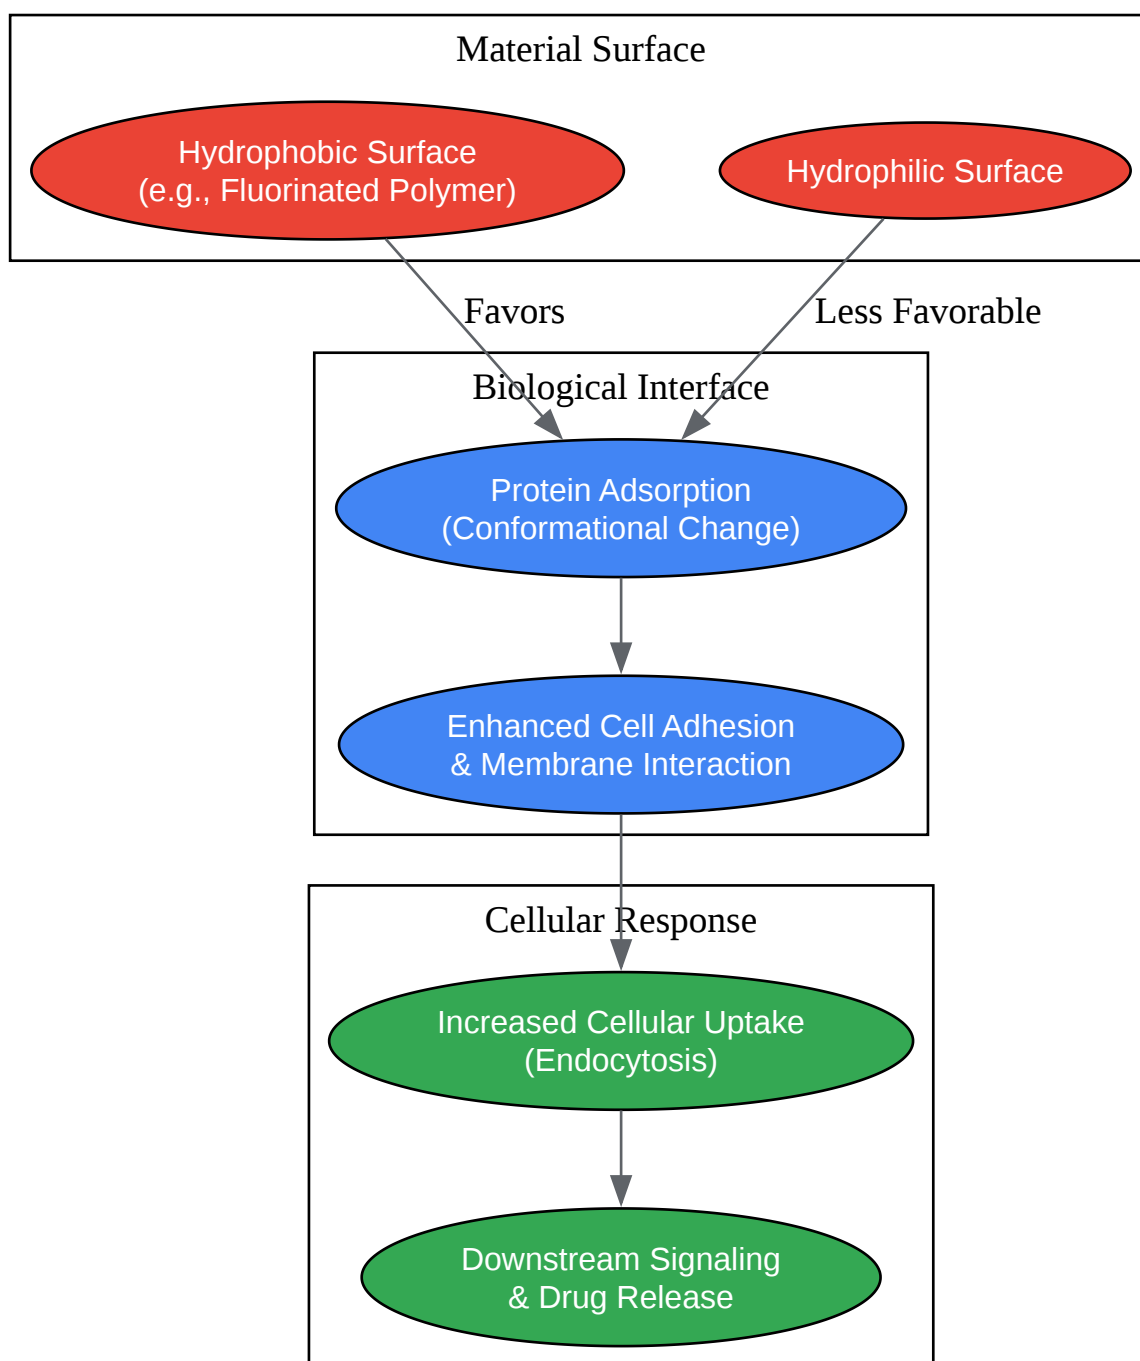 Material Surface
Hydrophobic Surface
(e.g., Fluorinated Polymer)
Hydrophilic Surface
Favors
Less Favorable
Biological Interface
Protein Adsorption
(Conformational Change)
Enhanced Cell Adhesion
& Membrane Interaction
Cellular Response
Increased Cellular Uptake
(Endocytosis)
Downstream Signaling
& Drug Release